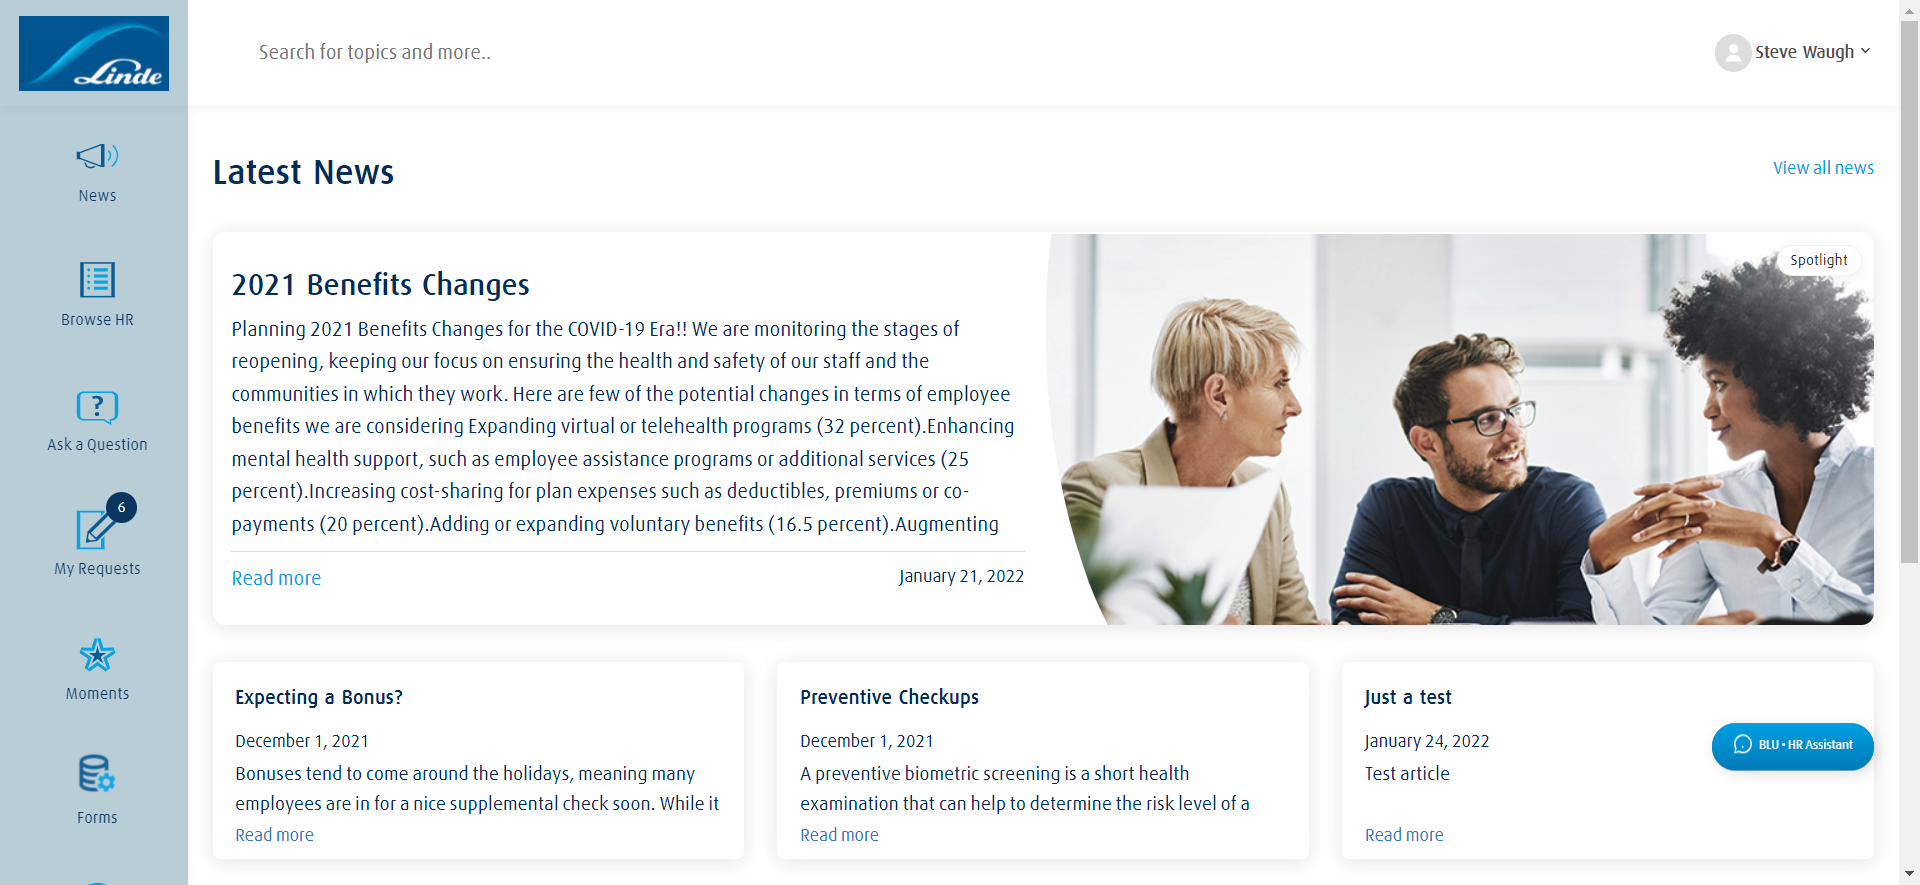 Linde
Search for topics and more..
Steve Waugh
News
Browse HR
?
Ask a Question
6
My Requests
Moments
Forms
Latest News
View all news
2021 Benefits Changes
Planning 2021 Benefits Changes for the COVID-19 Era!! We are monitoring the stages of
reopening, keeping our focus on ensuring the health and safety of our staff and the
communities in which they work. Here are few of the potential changes in terms of employee
benefits we are considering Expanding virtual or telehealth programs (32 percent).Enhancing
mental health support, such as employee assistance programs or additional services (25
percent).Increasing cost-sharing for plan expenses such as deductibles, premiums or co-
payments (20 percent).Adding or expanding voluntary benefits (16.5 percent).Augmenting
Read more
January 21, 2022
Spotlight
Expecting a Bonus?
December 1, 2021
Bonuses tend to come around the holidays, meaning many
employees are in for a nice supplemental check soon. While it
Read more
Preventive Checkups
December 1, 2021
A preventive biometric screening is a short health
examination that can help to determine the risk level of a
Read more
Just a test
January 24, 2022
Test article
Read more
BLU • HR Assistant